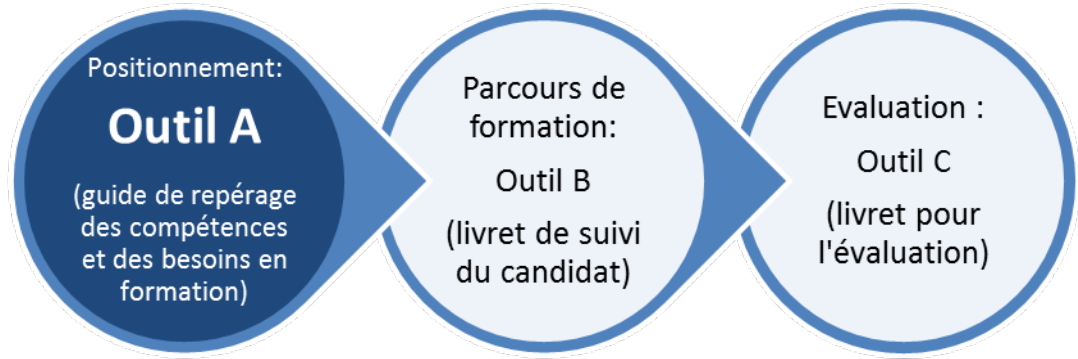 Positionnement:
Outil A
(guide de repérage
des compétences
et des besoins en
formation)
Parcours de
formation:
Outil B
(livret de suivi
du candidat)
Evaluation :
Outil C
(livret pour
l'évaluation)